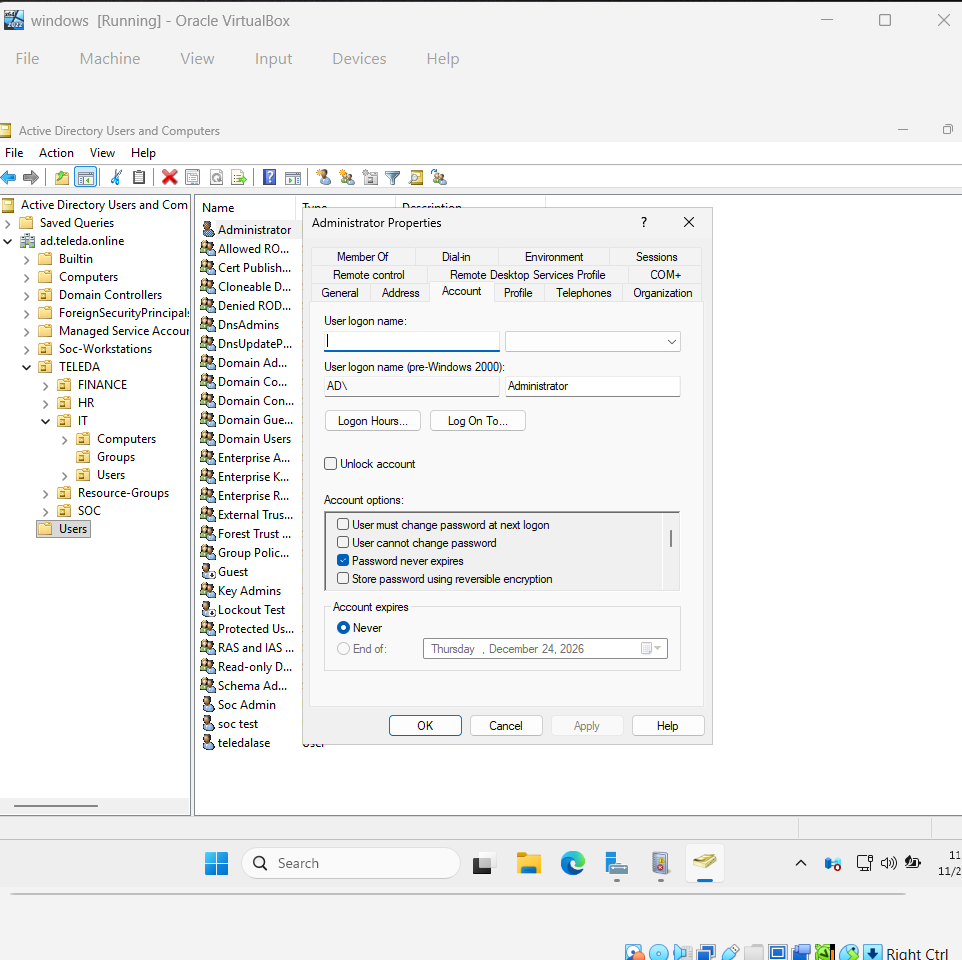 windows [Running] - Oracle VirtualBox
File Machine View Input Devices Help
Active Directory Users and Computers
File Action View Help
Active Directory Users and Com
Saved Queries
ad.teleda.online
Builtin
Computers
Domain Controllers
ForeignSecurityPrincipals
Managed Service Accour
Soc-Workstations
TELEDA
FINANCE
HR
IT
Computers
Groups
Users
Resource-Groups
SOC
Users
Name Type Description
Administrator
Allowed RO...
Cert Publish...
Cloneable D...
Denied ROD...
DnsAdmins
DnsUpdateP...
Domain Ad...
Domain Co...
Domain Con...
Domain Gue...
Domain Users
Enterprise A...
Enterprise K...
Enterprise R...
External Trus...
Forest Trust ...
Group Polic...
Guest
Key Admins
Lockout Test
Protected Us...
RAS and IAS ...
Read-only D...
Schema Ad...
Soc Admin
soc test
teledalase User
Administrator Properties ?
Member Of Dial-in Environment Sessions
Remote control Remote Desktop Services Profile COM+
General Address Account Profile Telephones Organization
User logon name:
User logon name (pre-Windows 2000):
AD\ Administrator
Logon Hours... Log On To...
Unlock account
Account options:
User must change password at next logon
User cannot change password
Password never expires
Store password using reversible encryption
Account expires
Never
End of: Thursday , December 24, 2026
OK Cancel Apply Help
Search
11
11/2
Right Ctrl